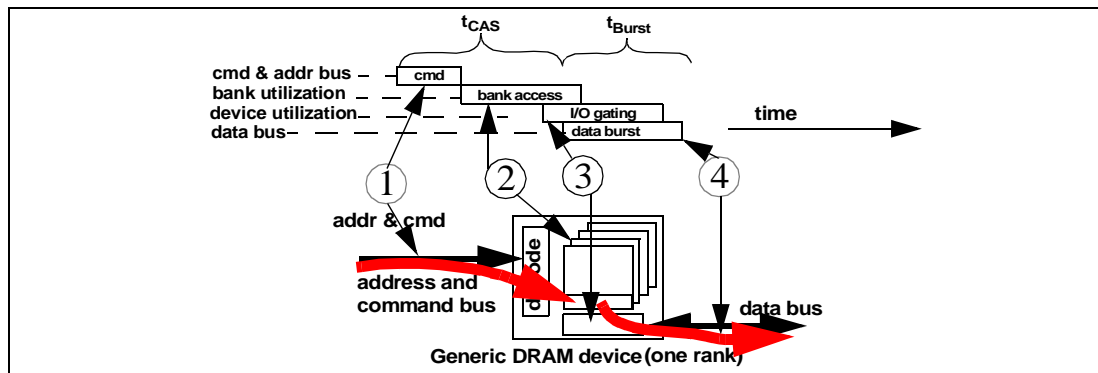 tCAS tBurst
cmd & addr bus cmd
bank utilization bank access
device utilization I/O gating
data bus data burst
time
1 2 3 4
addr & cmd
address and
command bus
data bus
Generic DRAM device (one rank)